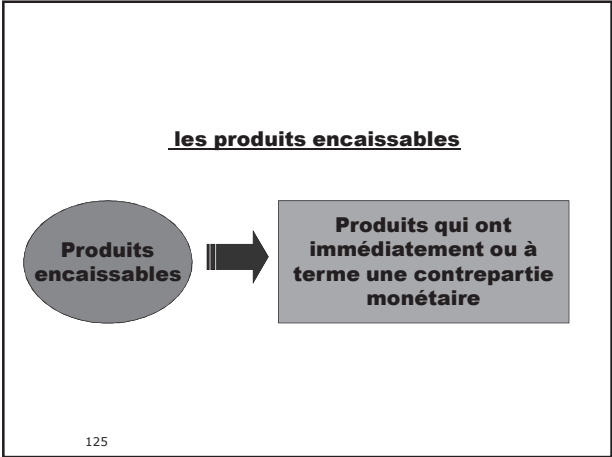 les produits encaissables
Produits
encaissables
Produits qui ont
immédiatement ou à
terme une contrepartie
monétaire
125